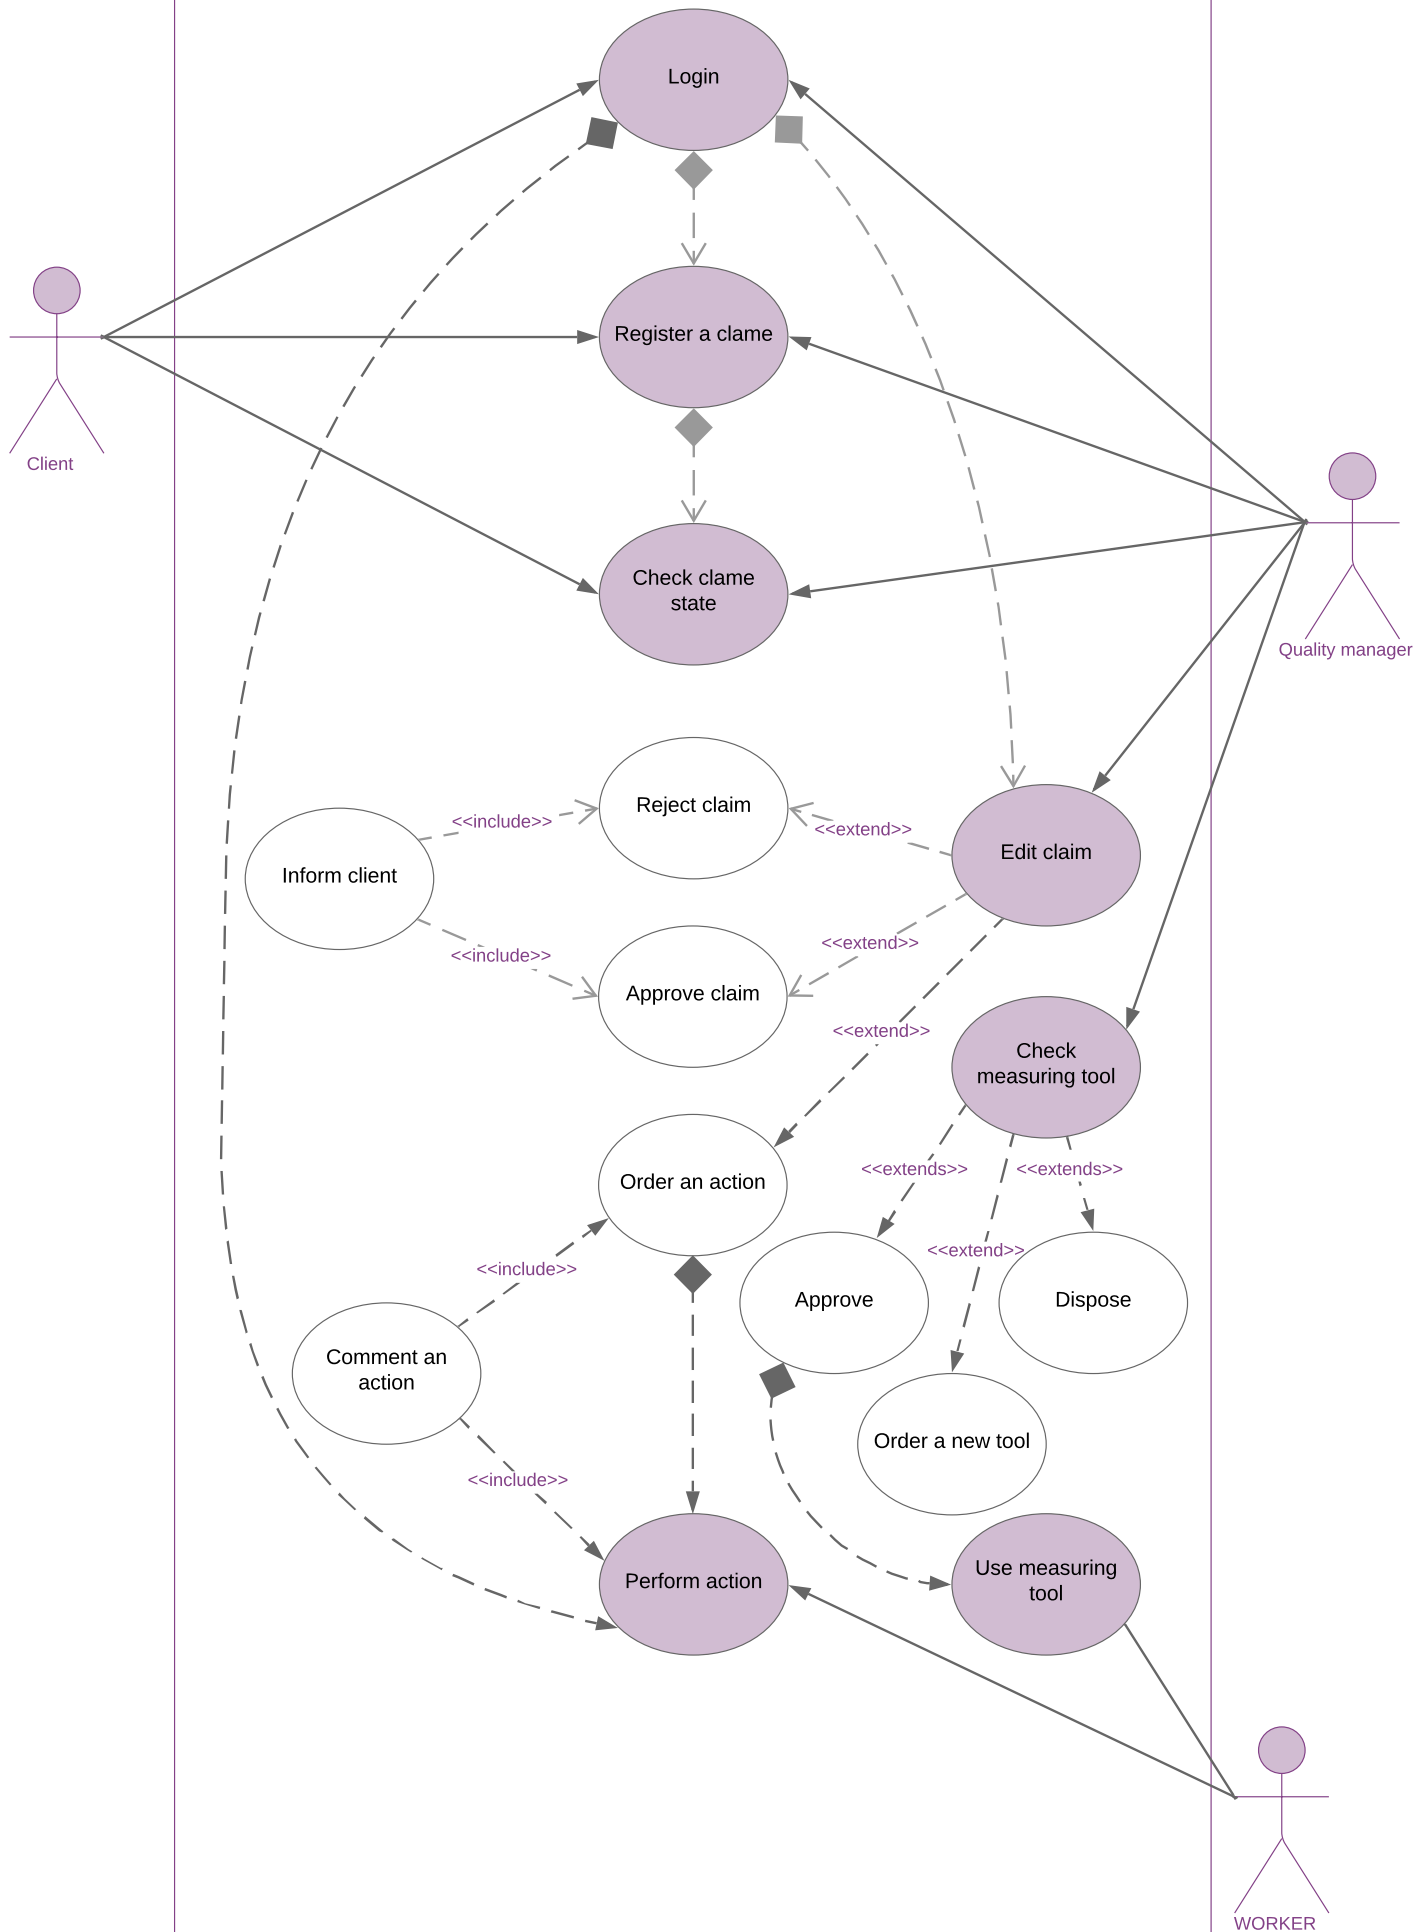 Login
Register a clame
Client
Check clame
state
Quality manager
Reject claim
<<include>>
<<extend>>
Edit claim
Inform client
<<extend>>
<<include>>
Approve claim
<<extend>>
Check
measuring tool
<<extends>>
<<extends>>
Order an action
<<extend>>
<<include>>
Approve
Dispose
Comment an
action
Order a new tool
<<include>>
Perform action
Use measuring
tool
WORKER